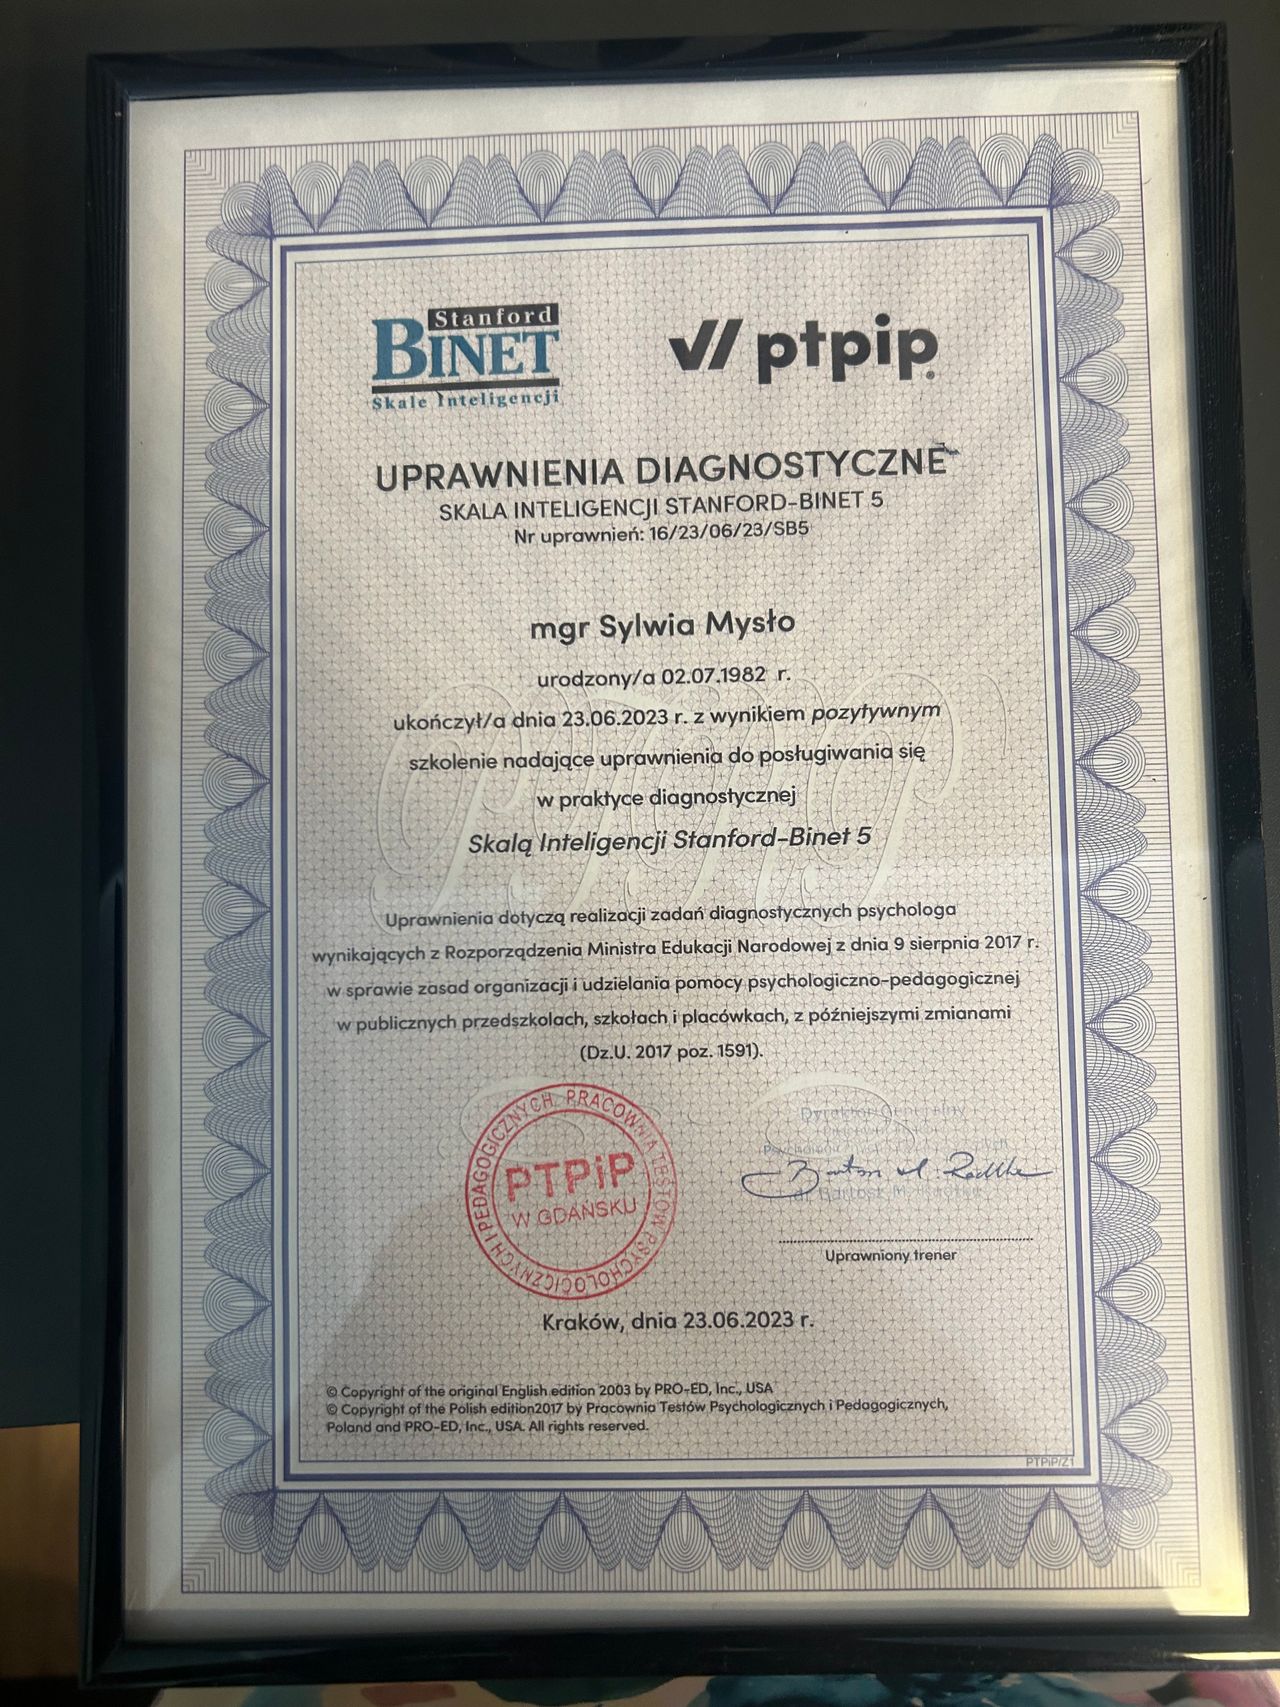 Stanford
BINET
Skale Inteligencji
ptpip®
UPRAWNIENIA DIAGNOSTYCZNE
SKALA INTELIGENCJI STANFORD-BINET 5
Nr uprawnień: 16/23/06/23/SB5
mgr Sylwia Mysło
urodzony/a 02.07.1982 r.
ukończył/a dnia 23.06.2023 r. z wynikiem pozytywnym
szkolenie nadające uprawnienia do posługiwania się
w praktyce diagnostycznej
Skalą Inteligencji Stanford-Binet 5
Uprawnienia dotyczą realizacji zadań diagnostycznych psychologa
wynikających z Rozporządzenia Ministra Edukacji Narodowej z dnia 9 sierpnia 2017 r.
w sprawie zasad organizacji i udzielania pomocy psychologiczno-pedagogicznej
w publicznych przedszkolach, szkołach i placówkach, z późniejszymi zmianami
(Dz.U. 2017 poz. 1591).
PRACOWNIA TESTÓW PSYCHOLOGICZNYCH I PEDAGOGICZNYCH
PTPiP
W GDAŃSKU
Dyrektor Generalny
Uprawniony trener
Kraków, dnia 23.06.2023 r.
© Copyright of the original English edition 2003 by PRO-ED, Inc., USA
© Copyright of the Polish edition2017 by Pracownia Testów Psychologicznych i Pedagogicznych,
Poland and PRO-ED, Inc., USA. All rights reserved.
PTPiP/Z1